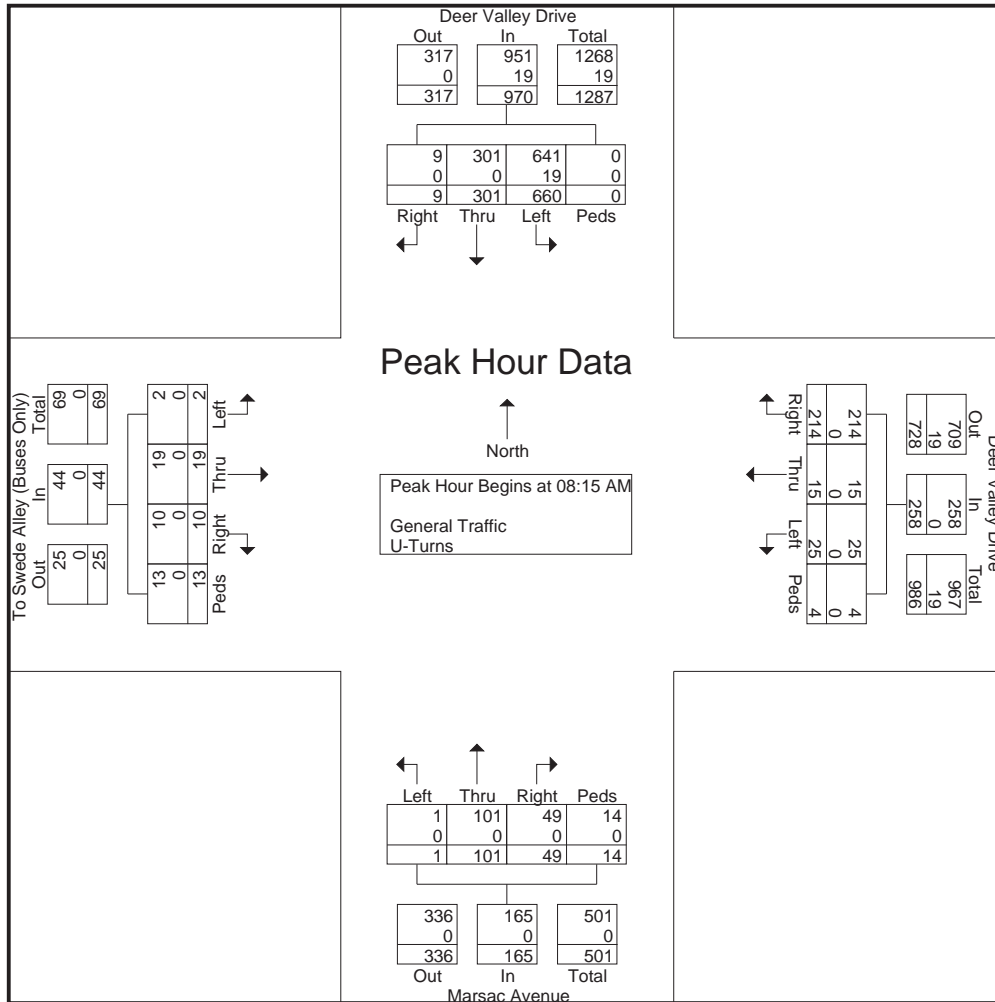 Deer Valley Drive
Out In Total
317 951 1268
0 19 19
317 970 1287
9 301 641 0
0 0 19 0
9 301 660 0
Right Thru Left Peds
Peak Hour Data
North
Peak Hour Begins at 08:15 AM
General Traffic
U-Turns
To Swede Alley (Buses Only)
Total In Out
69 44 25
0 0 0
69 44 25
2 19 10 13
0 0 0 0
2 19 10 13
Left Thru Right Peds
Right Thru Left Peds
214 15 25 4
0 0 0 0
214 15 25 4
728 258 986
19 0 19
709 258 967
Out In Total
Deer Valley Drive
Left Thru Right Peds
1 101 49 14
0 0 0 0
1 101 49 14
336 165 501
0 0 0
336 165 501
Out In Total
Marsac Avenue